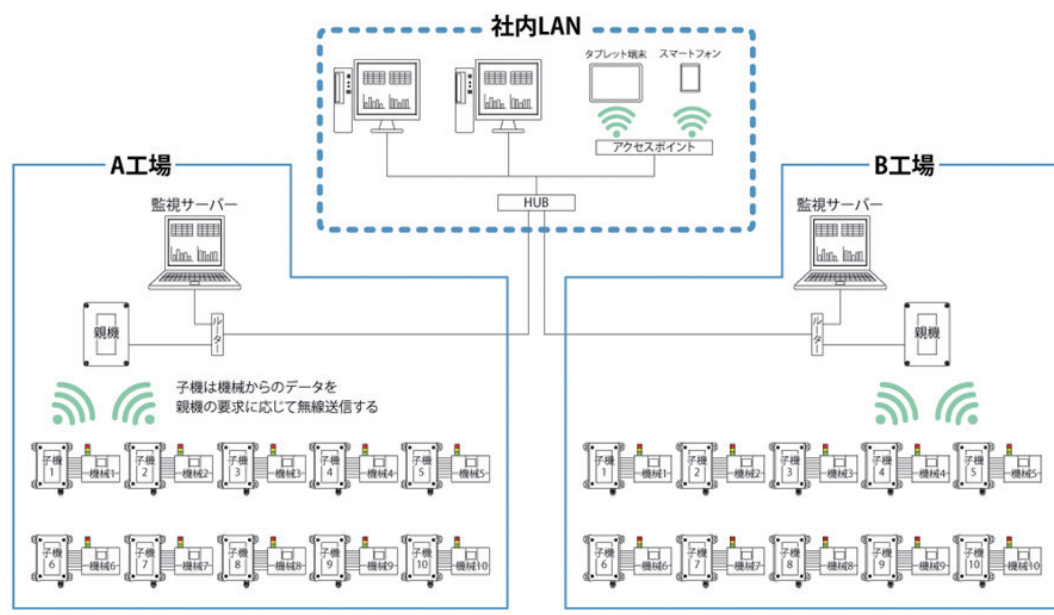 社内LAN
タブレット端末
スマートフォン
アクセスポイント
HUB
A工場
監視サーバー
親機
ルーター
子機は機械からのデータを
親機の要求に応じて無線送信する
子機1 機械1
子機2 機械2
子機3 機械3
子機4 機械4
子機5 機械5
子機6 機械6
子機7 機械7
子機8 機械8
子機9 機械9
子機10 機械10
B工場
監視サーバー
ルーター
親機
子機1 機械1
子機2 機械2
子機3 機械3
子機4 機械4
子機5 機械5
子機6 機械6
子機7 機械7
子機8 機械8
子機9 機械9
子機10 機械10